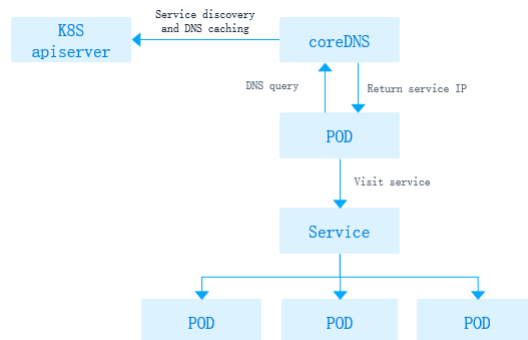 Service discovery
and DNS caching
K8S
apiserver
coreDNS
DNS query
Return service IP
POD
Visit service
Service
POD
POD
POD